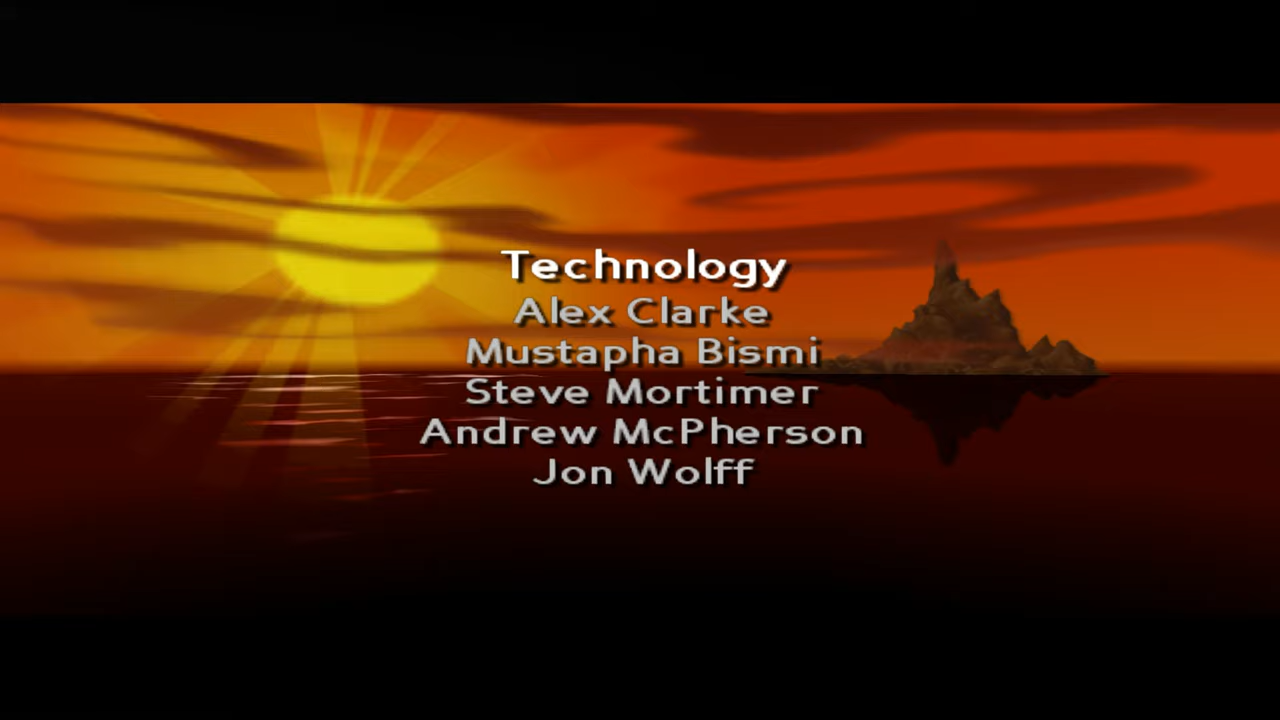 Technology
Alex Clarke
Mustapha Bismi
Steve Mortimer
Andrew McPherson
Jon Wolff